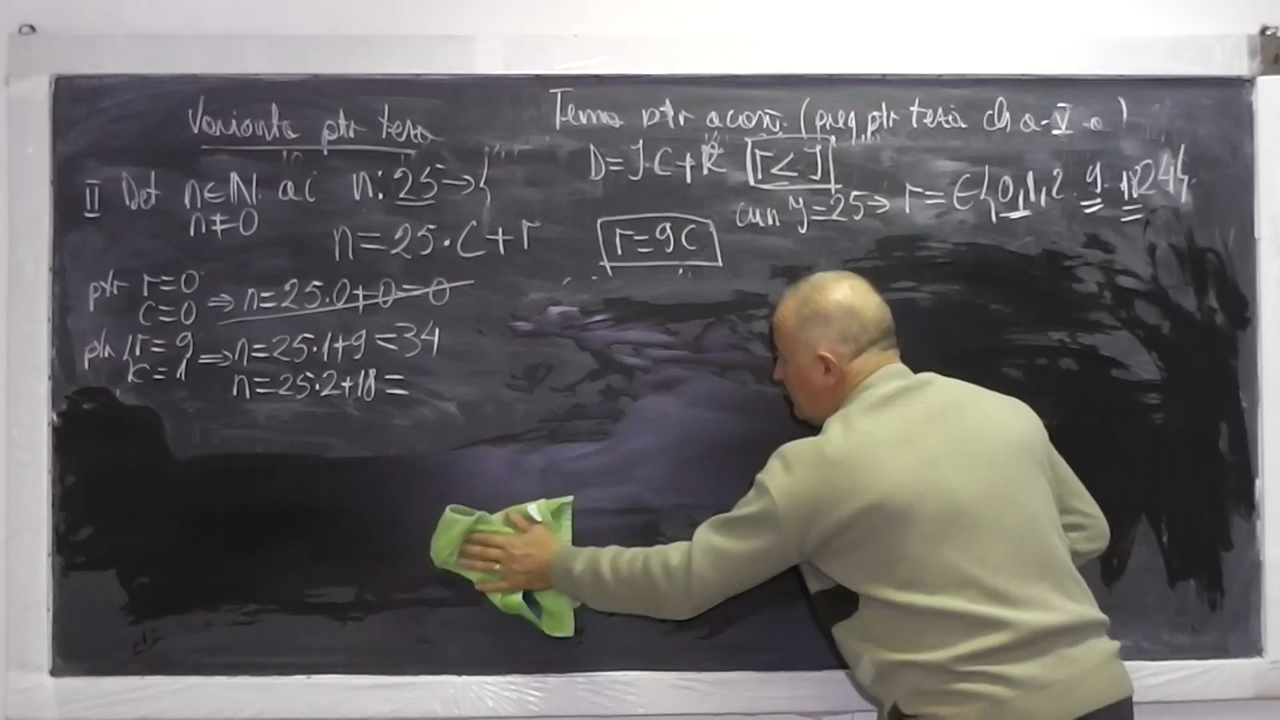 Varianta ptr teza
II Det n∈ℕ ai n:25→{
n≠0
n=25·C+r
ptr r=0
c=0 ⇒ n=25·0+0=0
ptr r=9
c=1 ⇒ n=25·1+9=34
n=25·2+18=
Tema ptr acasă (preg ptr teza cl a-V-a)
D=Î·C+R r<Î
cum Î=25⇒ r=∈{0,1,2 9 18 24}
r=9C